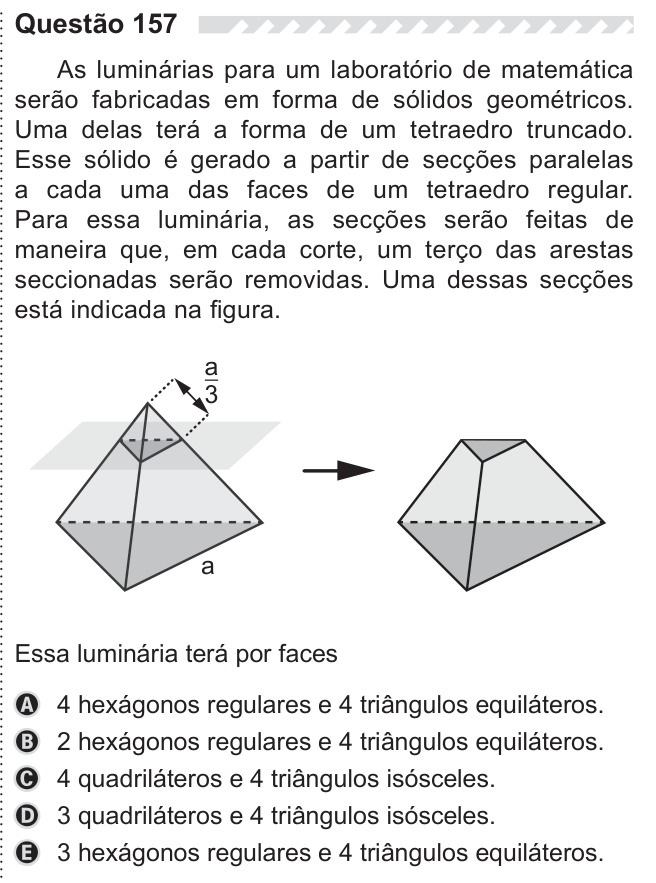 Questão 157
As luminárias para um laboratório de matemática
serão fabricadas em forma de sólidos geométricos.
Uma delas terá a forma de um tetraedro truncado.
Esse sólido é gerado a partir de secções paralelas
a cada uma das faces de um tetraedro regular.
Para essa luminária, as secções serão feitas de
maneira que, em cada corte, um terço das arestas
seccionadas serão removidas. Uma dessas secções
está indicada na figura.
a
3
a
Essa luminária terá por faces
A 4 hexágonos regulares e 4 triângulos equiláteros.
B 2 hexágonos regulares e 4 triângulos equiláteros.
C 4 quadriláteros e 4 triângulos isósceles.
D 3 quadriláteros e 4 triângulos isósceles.
E 3 hexágonos regulares e 4 triângulos equiláteros.